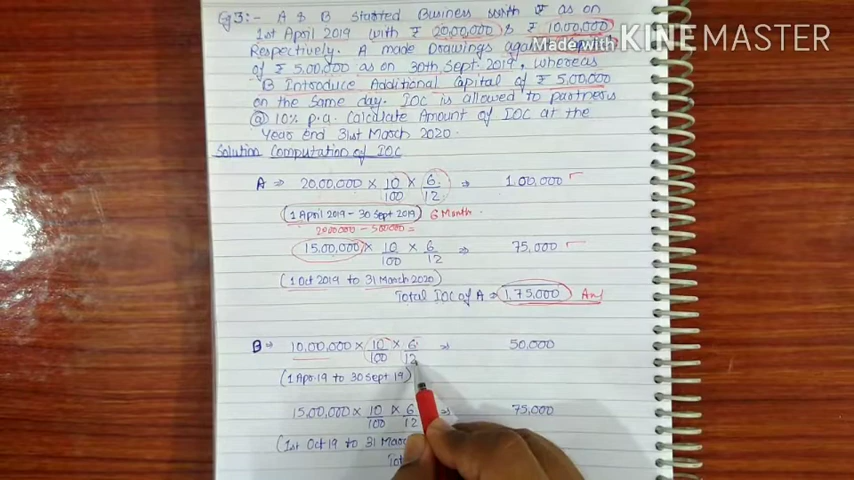 Eg 3:- A & B Started Business with ₹ as on
1st April 2019 with ₹ 20,00,000 & ₹ 10,00,000
Respectively. A made Drawings against capital
of ₹ 5,00,000 as on 30th Sept. 2019, whereas
B Introduce Additional Capital of ₹ 5,00,000
on the Same day. IOC is allowed to partners
@ 10% p.a. Calculate Amount of IOC at the
Year end 31st March 2020.
Made with KINEMASTER
Solution Computation of IOC
A ⇒ 20,00,000 × 10/100 × 6/12 ⇒ 1,00,000
(1 April 2019 - 30 Sept 2019) 6 Month.
2000000 - 500000 =
15,00,000 × 10/100 × 6/12 ⇒ 75,000
(1 Oct 2019 to 31 March 2020)
Total IOC of A ⇒ 1,75,000 Ans
B ⇒ 10,00,000 × 10/100 × 6/12 ⇒ 50,000
(1 Apr. 19 to 30 Sept 19)
15,00,000 × 10/100 × 6/12 ⇒ 75,000
(1st Oct 19 to 31 Mar